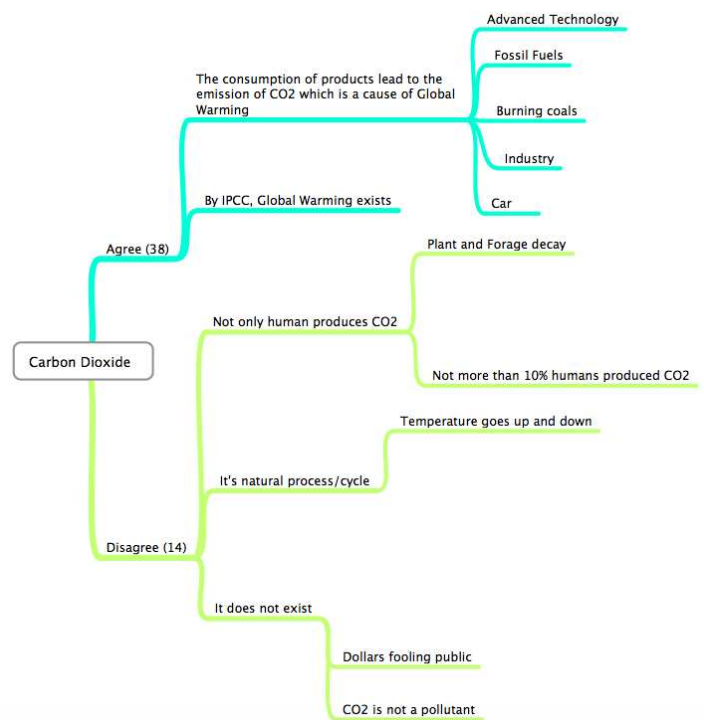 Advanced Technology
Fossil Fuels
The consumption of products lead to the
emission of CO2 which is a cause of Global
Warming
Burning coals
Industry
Car
By IPCC, Global Warming exists
Agree (38)
Plant and Forage decay
Not only human produces CO2
Not more than 10% humans produced CO2
Carbon Dioxide
Temperature goes up and down
It's natural process/cycle
Disagree (14)
It does not exist
Dollars fooling public
CO2 is not a pollutant